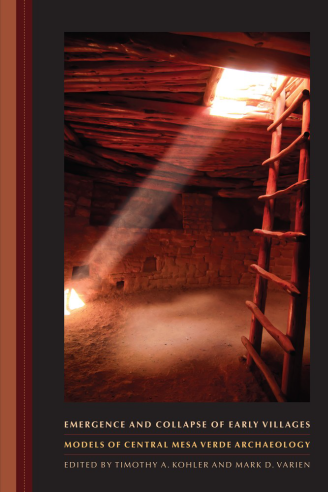 EMERGENCE AND COLLAPSE OF EARLY VILLAGES
MODELS OF CENTRAL MESA VERDE ARCHAEOLOGY
EDITED BY TIMOTHY A. KOHLER AND MARK D. VARIEN